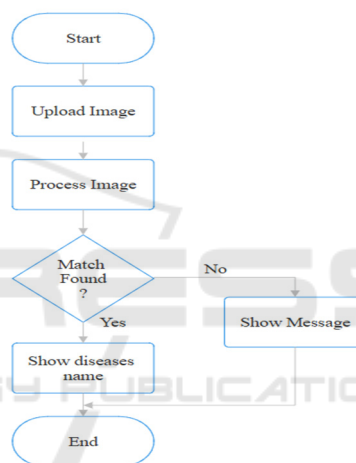 Start
Upload Image
Process Image
Match
Found
?
No
Yes
Show Message
Show diseases
name
End